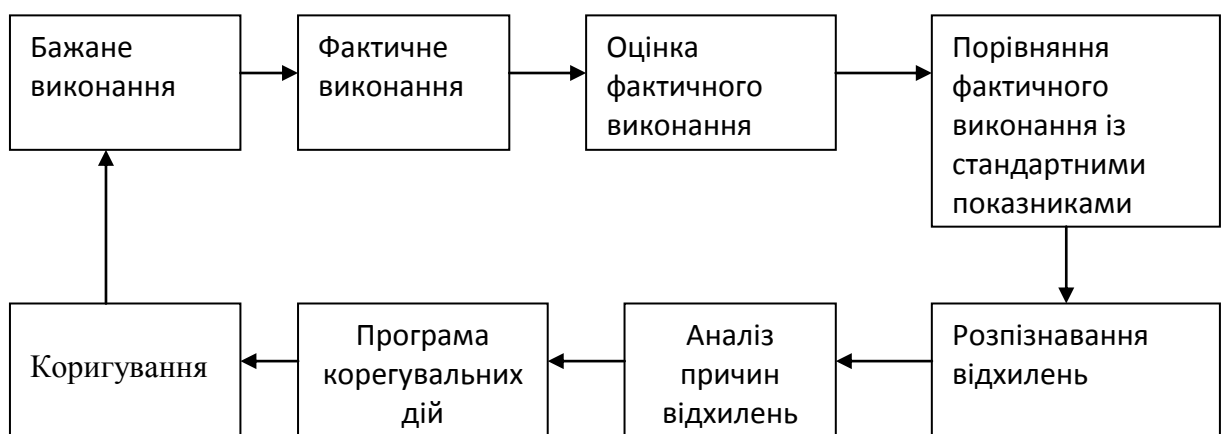 Бажане
виконання
Фактичне
виконання
Оцінка
фактичного
виконання
Порівняння
фактичного
виконання із
стандартними
показниками
Розпізнавання
відхилень
Аналіз
причин
відхилень
Програма
корегувальних
дій
Коригування